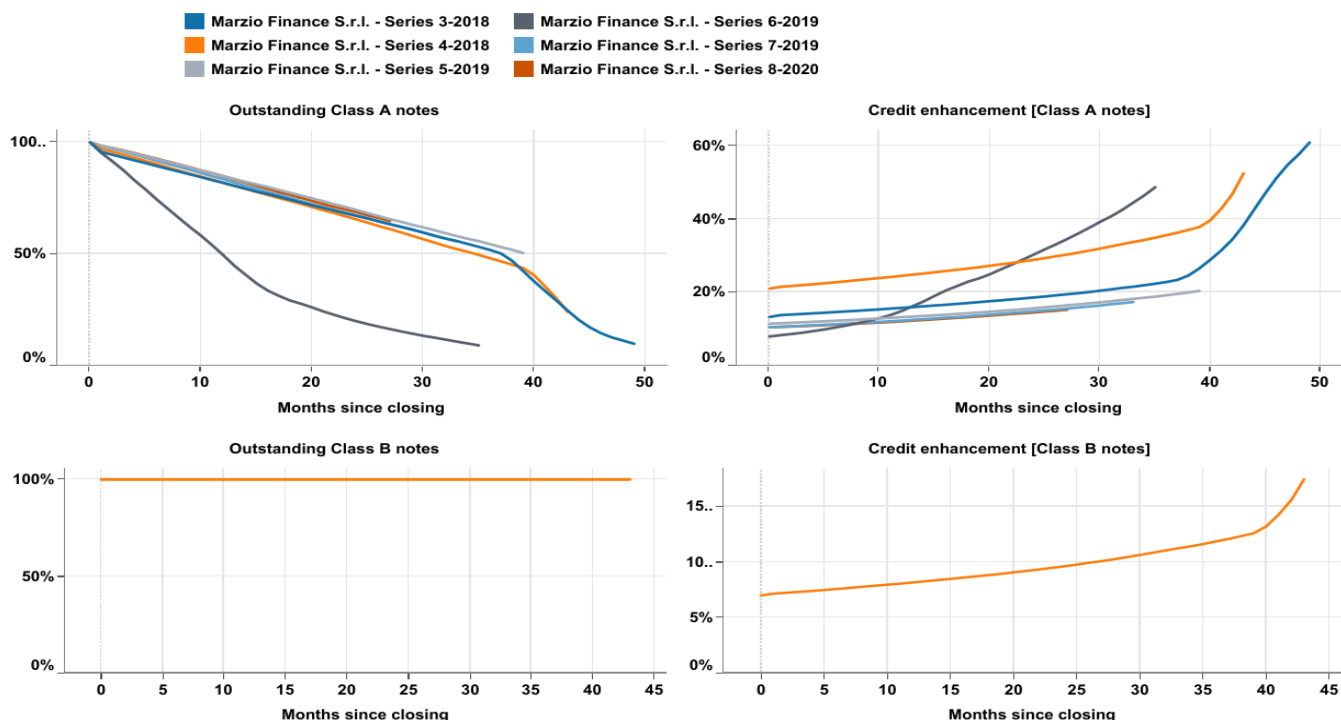 Marzio Finance S.r.l. - Series 3-2018
Marzio Finance S.r.l. - Series 6-2019
Marzio Finance S.r.l. - Series 4-2018
Marzio Finance S.r.l. - Series 7-2019
Marzio Finance S.r.l. - Series 5-2019
Marzio Finance S.r.l. - Series 8-2020
Outstanding Class A notes
100..
50%
0%
0 10 20 30 40 50
Months since closing
Credit enhancement [Class A notes]
60%
40%
20%
0%
0 10 20 30 40 50
Months since closing
Outstanding Class B notes
100%
50%
0%
0 5 10 15 20 25 30 35 40 45
Months since closing
Credit enhancement [Class B notes]
15..
10..
5%
0%
0 5 10 15 20 25 30 35 40 45
Months since closing